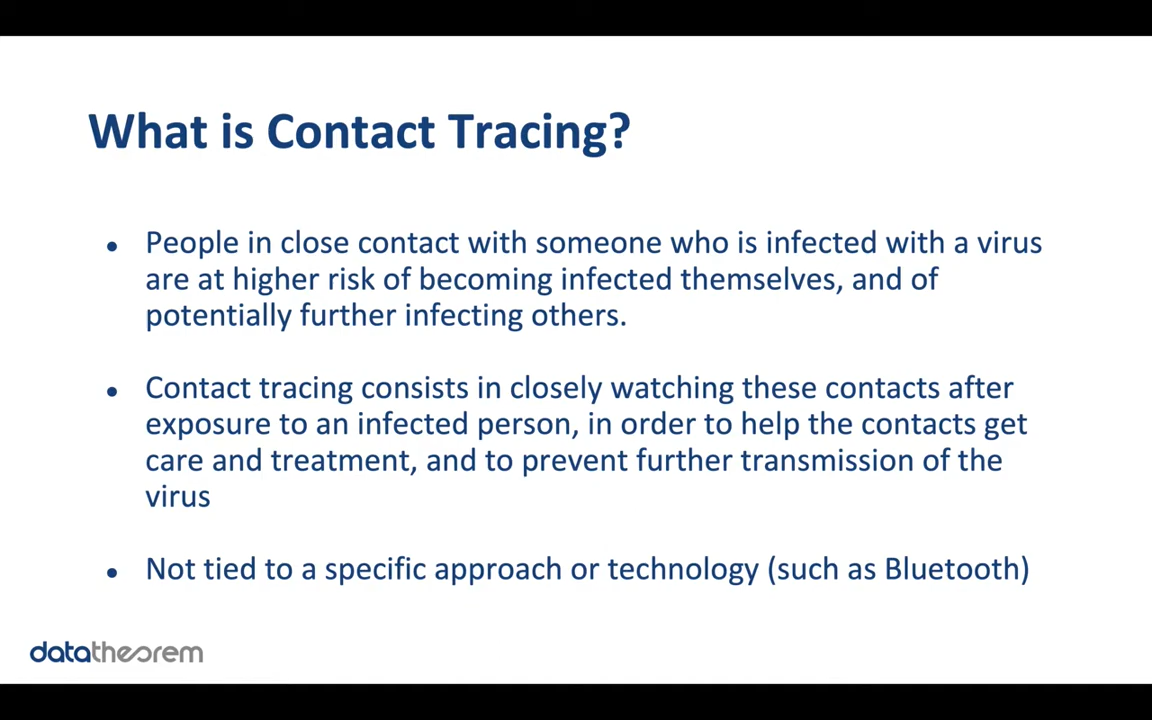 What is Contact Tracing?
● People in close contact with someone who is infected with a virus
are at higher risk of becoming infected themselves, and of
potentially further infecting others.
● Contact tracing consists in closely watching these contacts after
exposure to an infected person, in order to help the contacts get
care and treatment, and to prevent further transmission of the
virus
● Not tied to a specific approach or technology (such as Bluetooth)
datatheorem